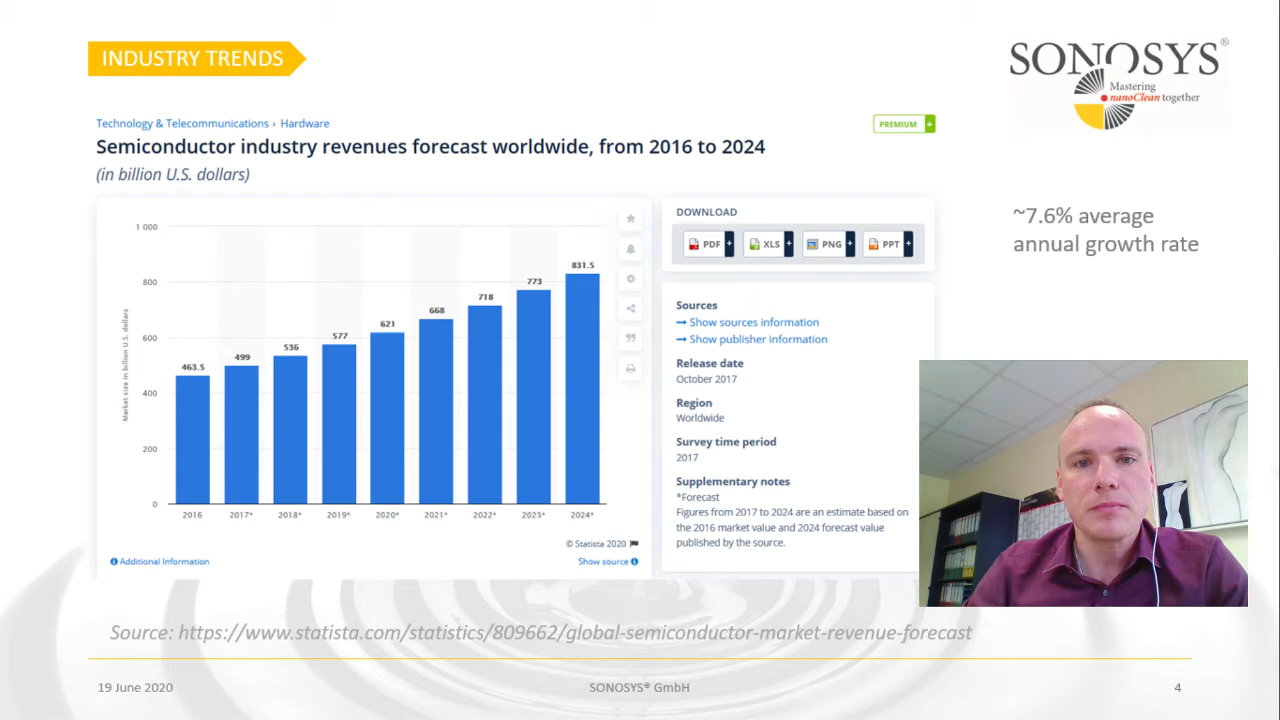 INDUSTRY TRENDS
SONOSYS®
Mastering
nanoClean together
Technology & Telecommunications › Hardware
PREMIUM +
Semiconductor industry revenues forecast worldwide, from 2016 to 2024
(in billion U.S. dollars)
DOWNLOAD
PDF + XLS + PNG + PPT +
~7.6% average
annual growth rate
Market size in billion U.S. dollars
1 000
800
600
400
200
0
463.5
499
536
577
621
668
718
773
831.5
2016 2017* 2018* 2019* 2020* 2021* 2022* 2023* 2024*
© Statista 2020
Additional Information
Show source
Sources
Show sources information
Show publisher information
Release date
October 2017
Region
Worldwide
Survey time period
2017
Supplementary notes
*Forecast
Figures from 2017 to 2024 are an estimate based on
the 2016 market value and 2024 forecast value
published by the source.
Source: https://www.statista.com/statistics/809662/global-semiconductor-market-revenue-forecast
19 June 2020
SONOSYS® GmbH
4